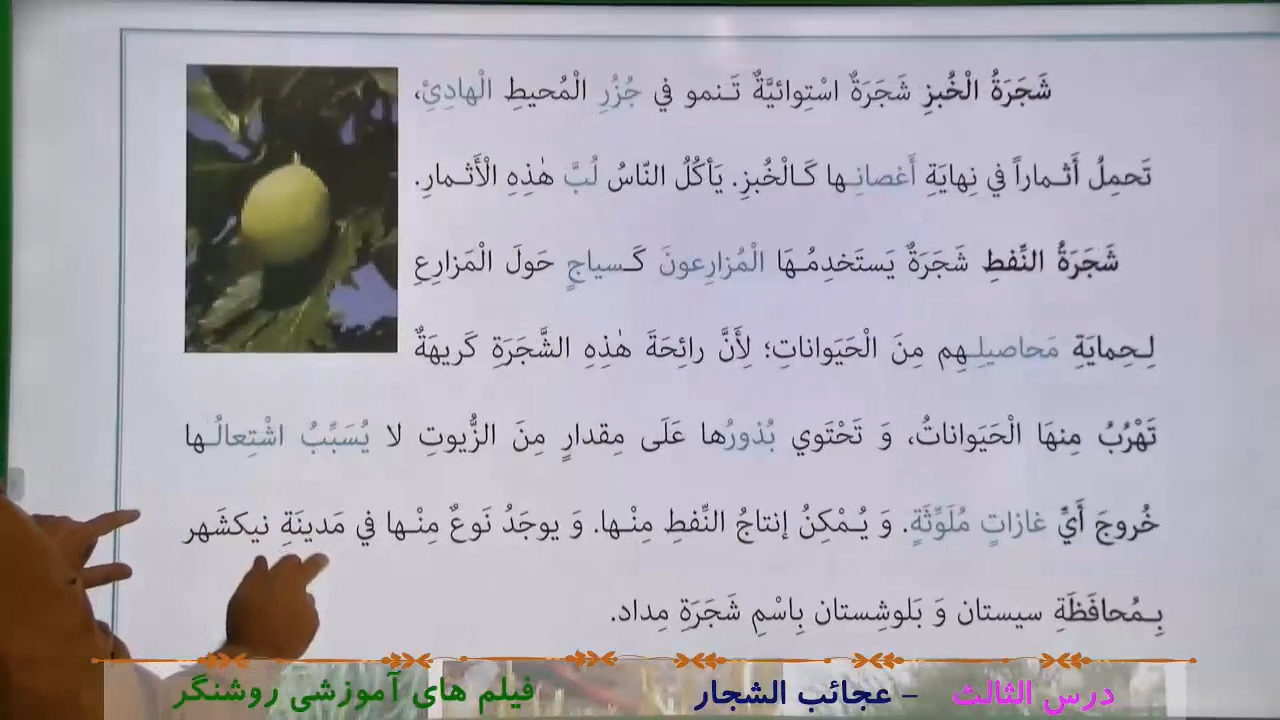 شَجَرَةُ الْخُبزِ شَجَرَةٌ اسْتِوائيَّةٌ تَـنمو في جُزُرِ الْمُحيطِ الْهادِئِ،
تَحمِلُ أَثـماراً في نِهايَةِ أَغصانِـها كَـالْخُبزِ. يَأكُلُ النّاسُ لُبَّ هٰذِهِ الْأَثـمارِ.
شَجَرَةُ النِّفطِ شَجَرَةٌ يَستَخدِمُـهَا الْمُزارِعونَ كَـسياجٍ حَولَ الْمَزارِعِ
لِـحِمايَةِ مَحاصيلِـهِم مِنَ الْحَيَواناتِ؛ لِأَنَّ رائِحَةَ هٰذِهِ الشَّجَرَةِ كَريهَةٌ
تَهْرُبُ مِنهَا الْحَيَواناتُ، وَ تَحْتَوي بُذورُها عَلَى مِقدارٍ مِنَ الزُّيوتِ لا يُسَبِّبُ اشْتِعالُـها
خُروجَ أَيِّ غازاتٍ مُلَوِّثَةٍ. وَ يُـمْكِنُ إنتاجُ النِّفطِ مِنْـها. وَ يوجَدُ نَوعٌ مِنْـها في مَدينَةِ نيكشَهر
بِـمُحافَظَةِ سيستان وَ بَلوشِستان بِاسْمِ شَجَرَةِ مِداد.
درس الثالث – عجائب الشجار فیلم های آموزشی روشنگر